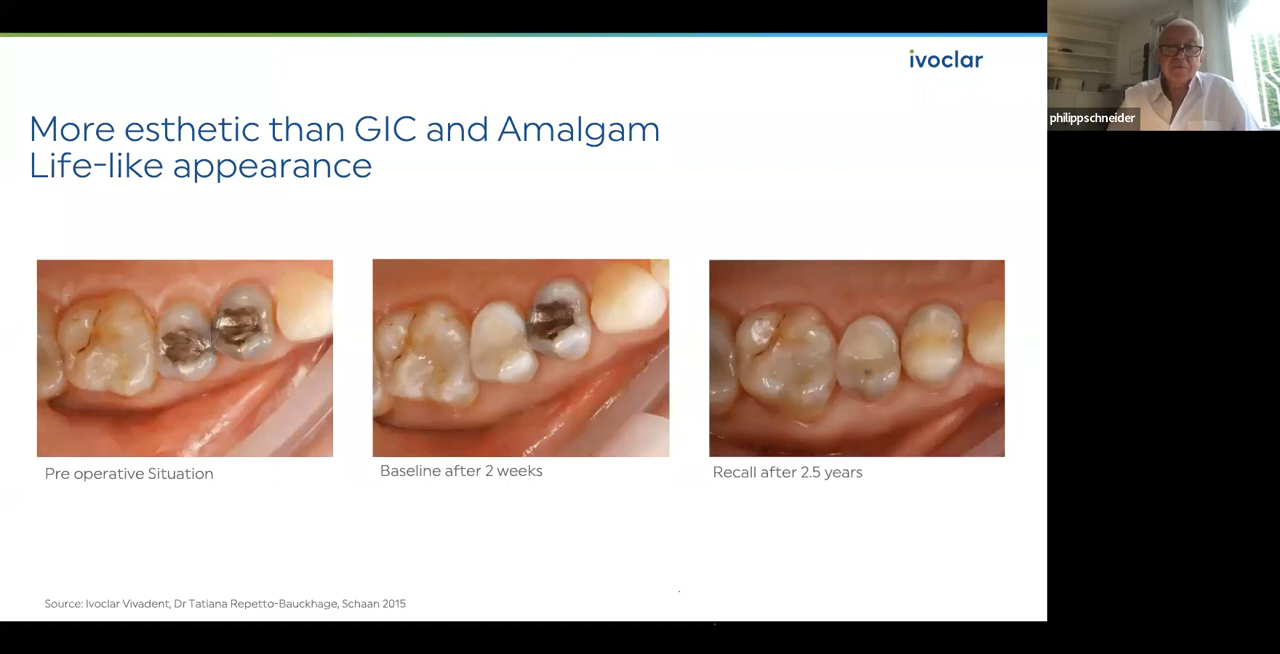 ivoclar
philippschneider
More esthetic than GIC and Amalgam
Life-like appearance
Pre operative Situation
Baseline after 2 weeks
Recall after 2.5 years
Source: Ivoclar Vivadent, Dr Tatiana Repetto-Bauckhage, Schaan 2015